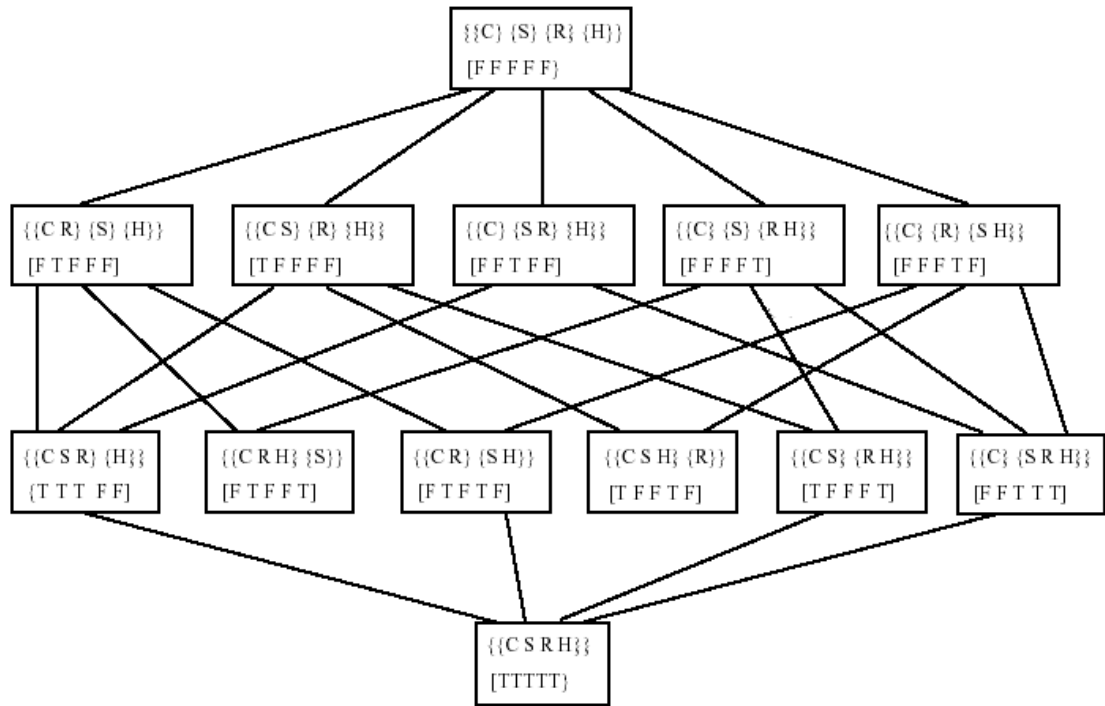 {{C} {S} {R} {H}}
[F F F F F}
{{C R} {S} {H}}
[F T F F F]
{{C S} {R} {H}}
[T F F F F]
{{C} {S R} {H}}
[F F T F F]
{{C} {S} {R H}}
[F F F F T]
{{C} {R} {S H}}
[F F F T F]
{{C S R} {H}}
{T T T F F]
{{C R H} {S}}
[F T F F T]
{{C R} {S H}}
[F T F T F]
{{C S H} {R}}
[T F F T F]
{{C S} {R H}}
[T F F F T]
{{C} {S R H}}
[F F T T T]
{{C S R H}}
[TTTTT}